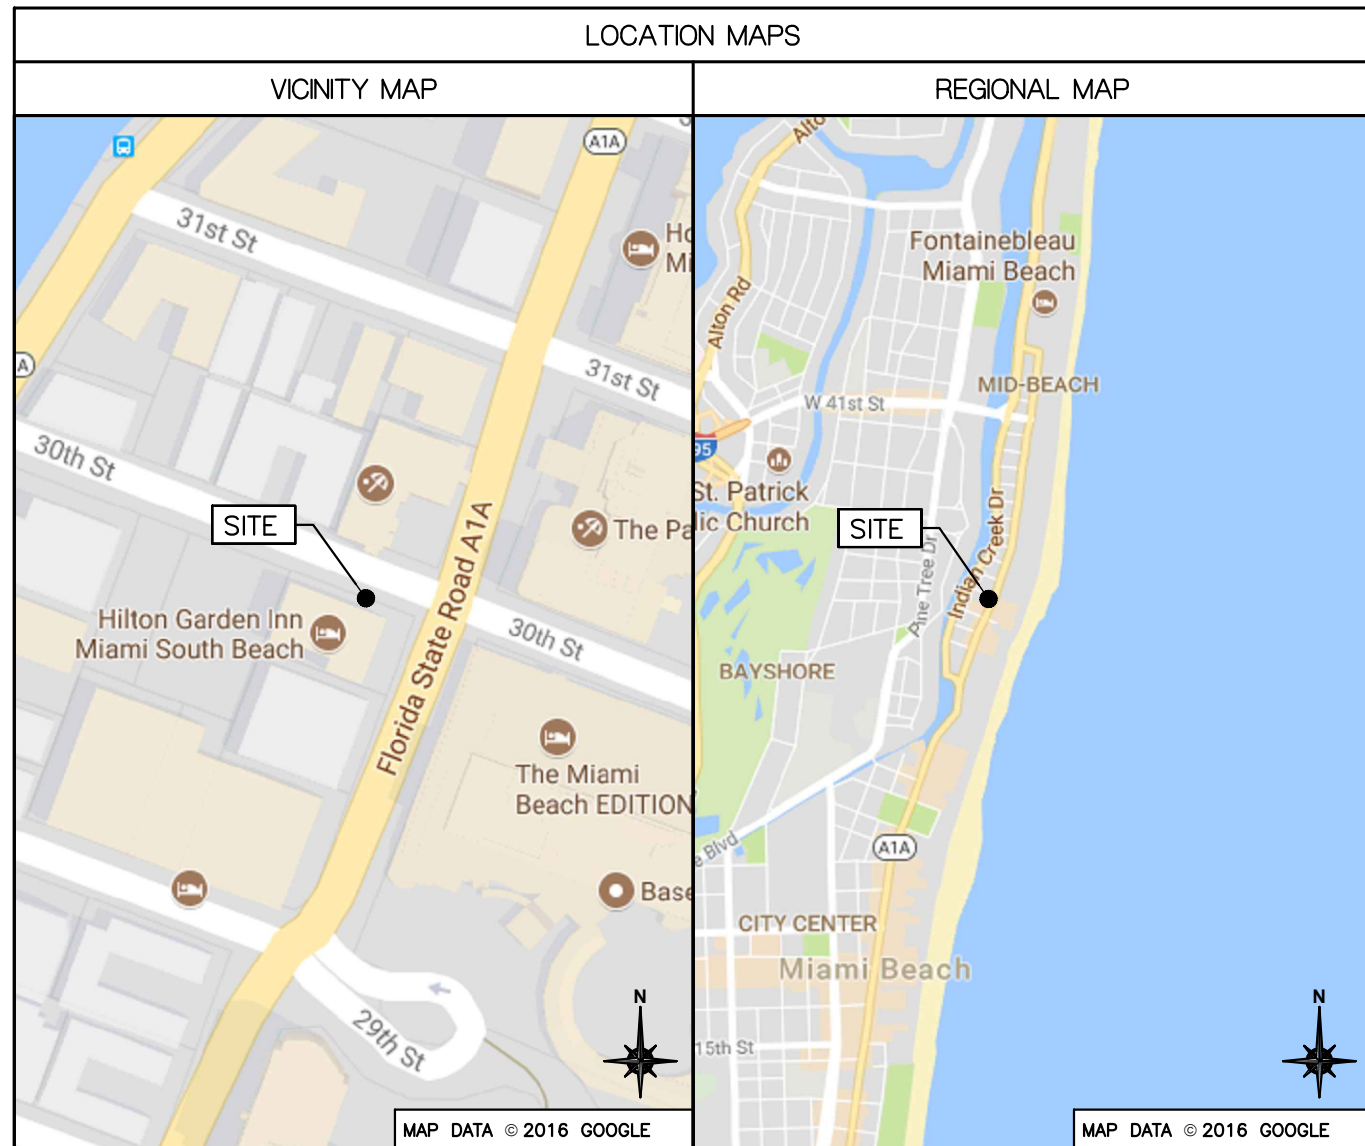 LOCATION MAPS
VICINITY MAP
REGIONAL MAP
A1A
31st St
31st St
A
30th St
SITE
The Pa
Hilton Garden Inn
Miami South Beach
30th St
Florida State Road A1A
The Miami
Beach EDITION
Base
29th St
N
MAP DATA © 2016 GOOGLE
Alto
Fontainebleau
Miami Beach
Alton Rd
MID-BEACH
W 41st St
95
St. Patrick
lic Church
SITE
Indian Creek Dr
Pine Tree Dr
BAYSHORE
A1A
e Blvd
CITY CENTER
Miami Beach
15th St
N
MAP DATA © 2016 GOOGLE